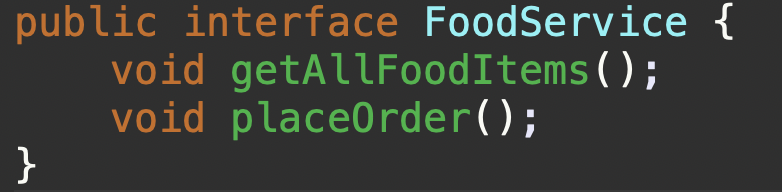 public interface FoodService {
    void getAllFoodItems();
    void placeOrder();
}